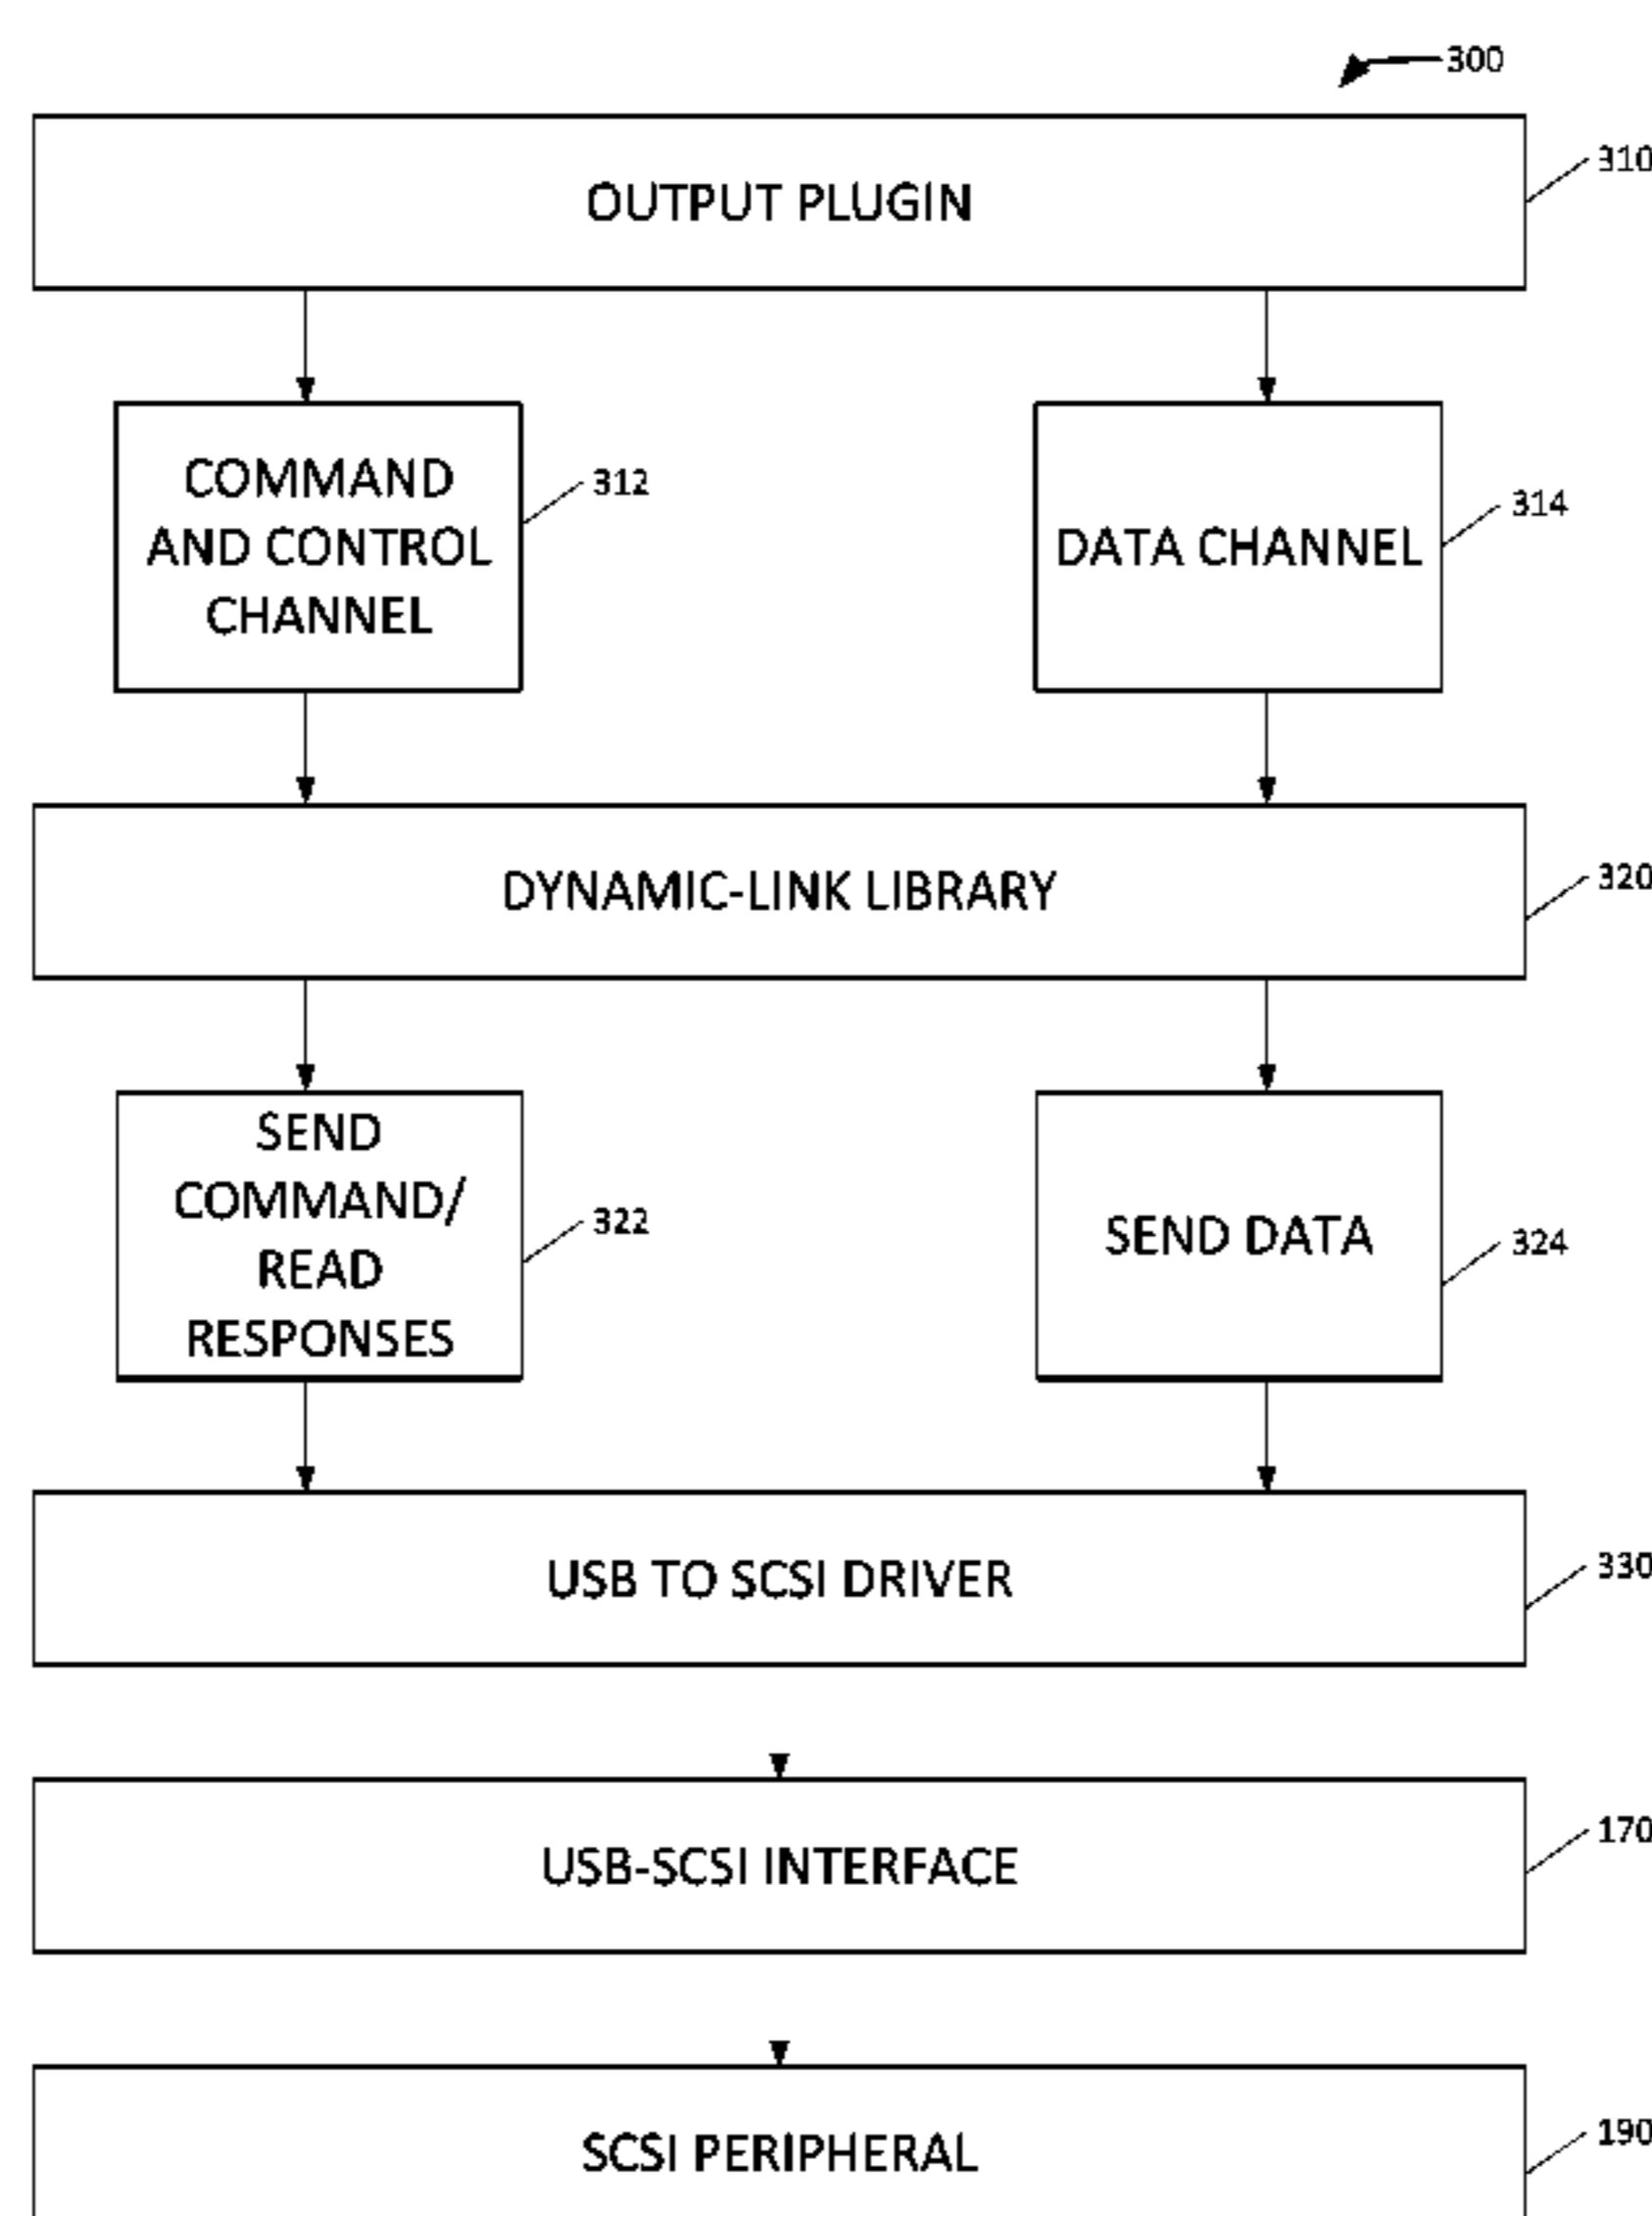 300
OUTPUT PLUGIN
310
COMMAND
AND CONTROL
CHANNEL
312
DATA CHANNEL
314
DYNAMIC-LINK LIBRARY
320
SEND
COMMAND/
READ
RESPONSES
322
SEND DATA
324
USB TO SCSI DRIVER
330
USB-SCSI INTERFACE
170
SCSI PERIPHERAL
190